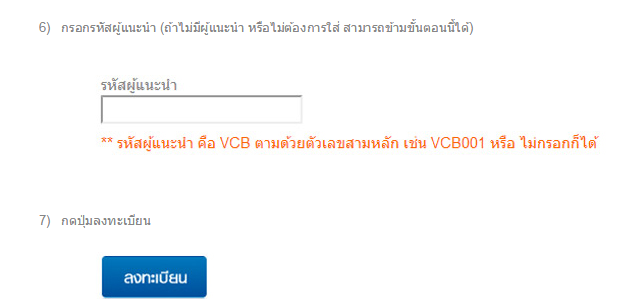 6) กรอกรหัสผู้แนะนำ (ถ้าไม่มีผู้แนะนำ หรือไม่ต้องการใส่ สามารถข้ามขั้นตอนนี้ได้)
รหัสผู้แนะนำ
** รหัสผู้แนะนำ คือ VCB ตามด้วยตัวเลขสามหลัก เช่น VCB001 หรือ ไม่กรอกก็ได้
7) กดปุ่มลงทะเบียน
ลงทะเบียน